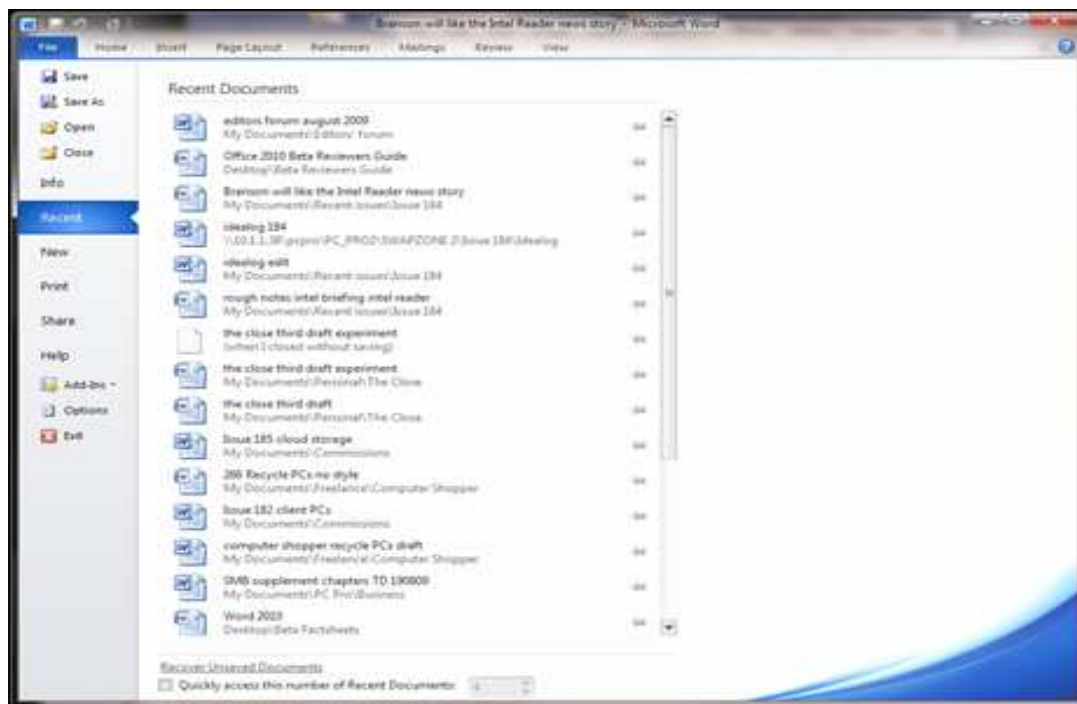 Branson will like the Intel Reader news story - Microsoft Word
File Home Insert Page Layout References Mailings Review View
Save
Save As
Open
Close
Info
Recent
New
Print
Share
Help
Add-Ins
Options
Exit
Recent Documents
editors forum august 2009
My Documents\Editors' forum
Office 2010 Beta Reviewers Guide
Desktop\Beta Reviewers Guide
Branson will like the Intel Reader news story
My Documents\Recent issues\Issue 184
idealog 184
idealog edit
My Documents\Recent issues\Issue 184
rough notes intel briefing intel reader
My Documents\Recent issues\Issue 184
the close third draft experiment
(when I closed without saving)
the close third draft experiment
My Documents\Personal\The Close
the close third draft
My Documents\Personal\The Close
Issue 185 cloud storage
My Documents\Commissions
266 Recycle PCs no style
My Documents\Freelance\Computer Shopper
Issue 182 client PCs
My Documents\Commissions
computer shopper recycle PCs draft
My Documents\Freelance\Computer Shopper
SMB supplement chapters TD 190809
My Documents\PC Pro\Business
Word 2010
Desktop\Beta Factsheets
Recover Unsaved Documents
Quickly access this number of Recent Documents: 4